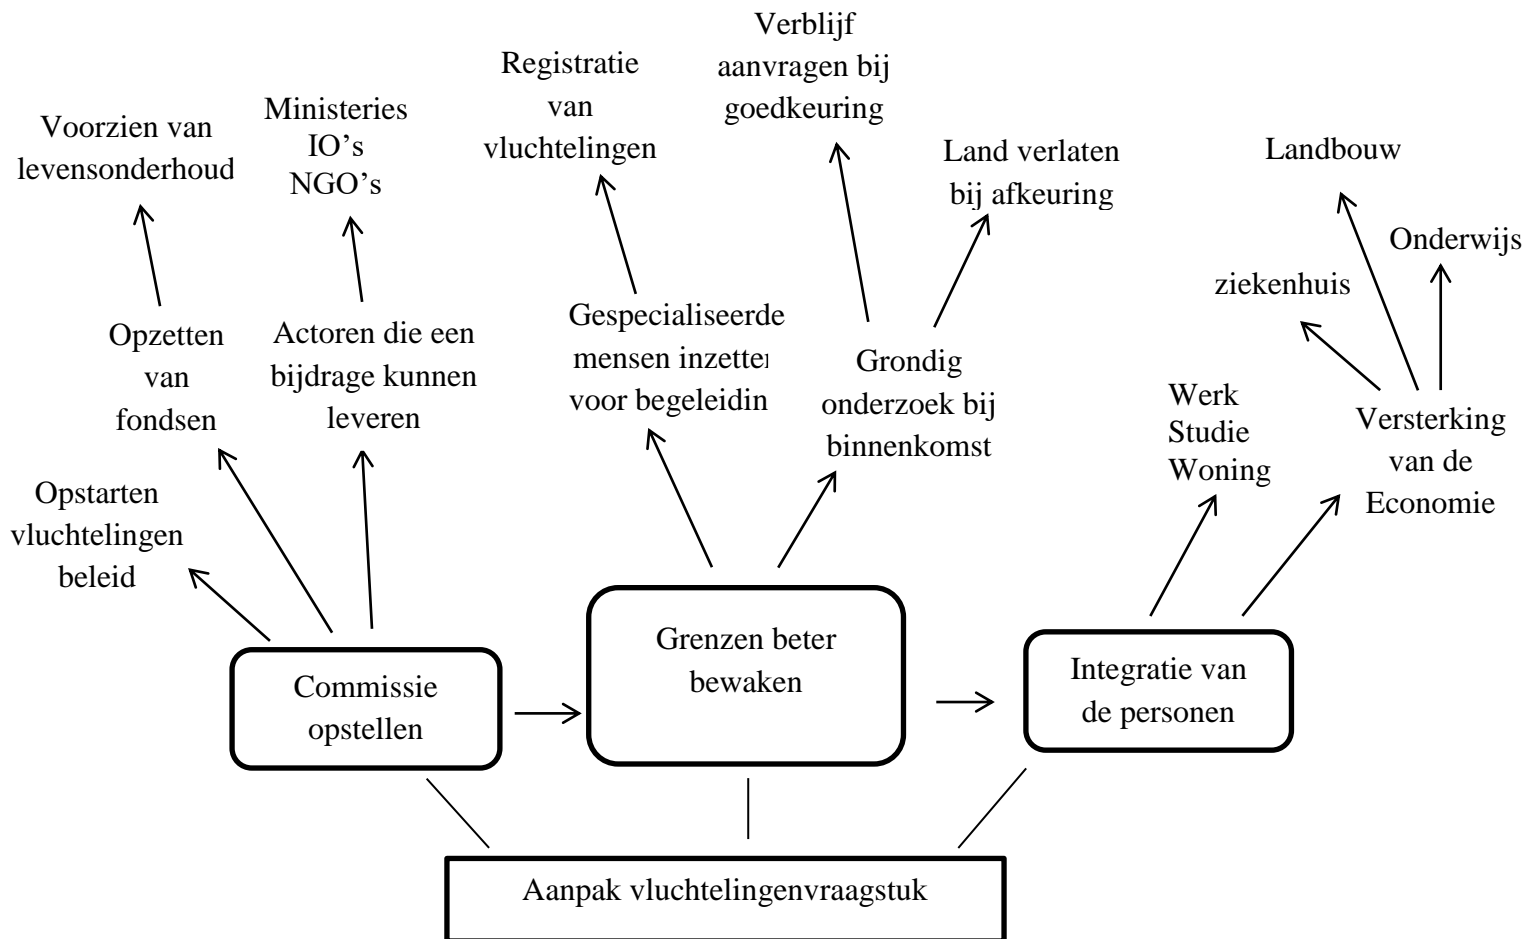 Verblijf
aanvragen bij
goedkeuring
Registratie
van
vluchtelingen
Ministeries
IO’s
NGO’s
Voorzien van
levensonderhoud
Land verlaten
bij afkeuring
Landbouw
Onderwijs
ziekenhuis
Opzetten
van
fondsen
Actoren die een
bijdrage kunnen
leveren
Gespecialiseerde
mensen inzetten
voor begeleidin
Grondig
onderzoek bij
binnenkomst
Werk
Studie
Woning
Versterking
van de
Economie
Opstarten
vluchtelingen
beleid
Commissie
opstellen
Grenzen beter
bewaken
Integratie van
de personen
Aanpak vluchtelingenvraagstuk